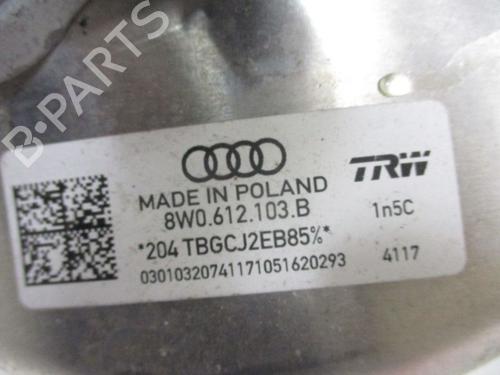 B-PARTS
MADE IN POLAND
TRW
8W0.612.103.B
1n5C
*204 TBGCJ2EB85%*
03010320741171051620293
4117